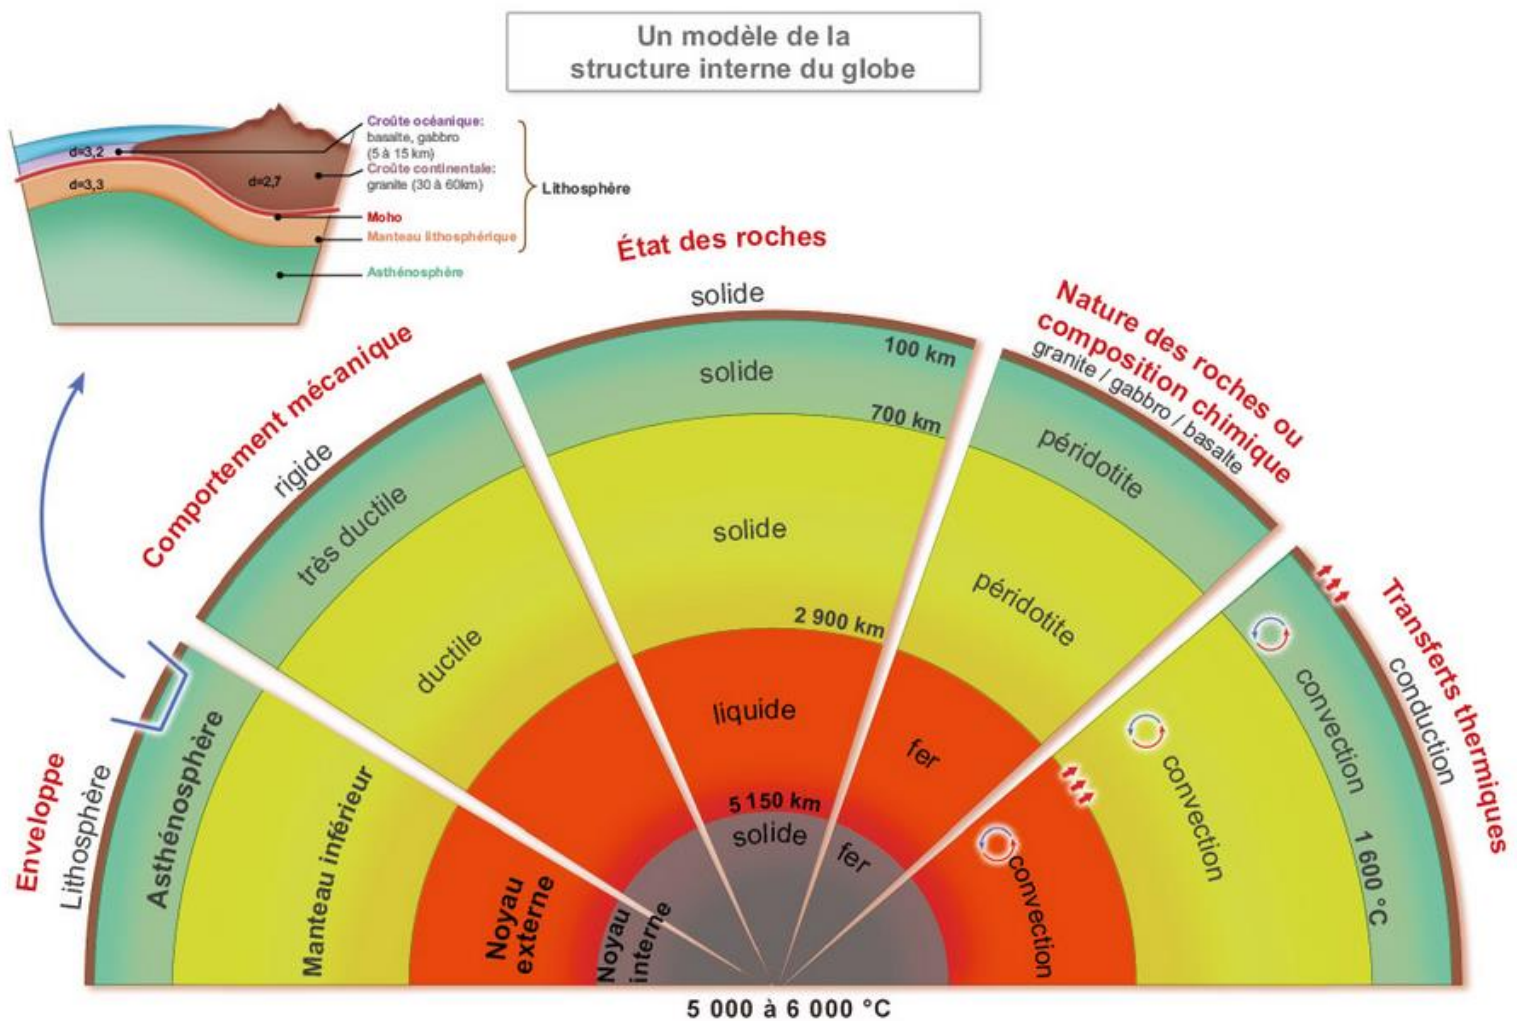 Un modèle de la
structure interne du globe
Croûte océanique:
basalte, gabbro
(5 à 15 km)
Croûte continentale:
granite (30 à 60km)
Moho
Manteau lithosphérique
Asthénosphère
Lithosphère
d=3,2
d=3,3
d=2,7
Enveloppe
Lithosphère
Asthénosphère
Manteau inférieur
Noyau
externe
Noyau
interne
Comportement mécanique
rigide
très ductile
ductile
État des roches
solide
solide
100 km
700 km
solide
2 900 km
liquide
5 150 km
solide
Nature des roches ou
composition chimique
granite / gabbro / basalte
péridotite
péridotite
fer
fer
Transferts thermiques
conduction
convection
1 600 °C
convection
convection
5 000 à 6 000 °C